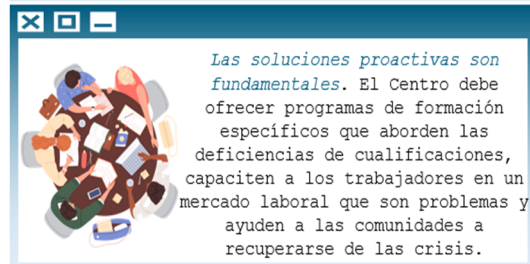 Las soluciones proactivas son
fundamentales. El Centro debe
ofrecer programas de formación
específicos que aborden las
deficiencias de cualificaciones,
capaciten a los trabajadores en un
mercado laboral que son problemas y
ayuden a las comunidades a
recuperarse de las crisis.